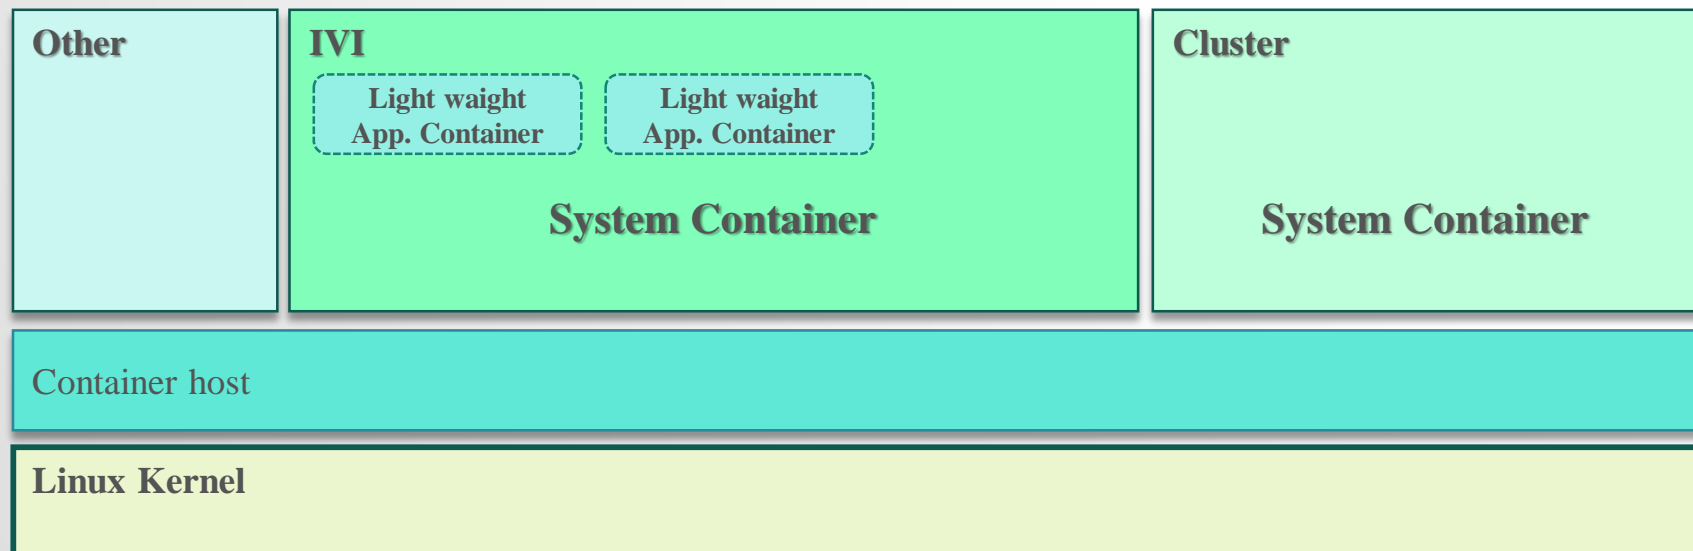 Other
IVI
Light waight
App. Container
Light waight
App. Container
System Container
Cluster
System Container
Container host
Linux Kernel